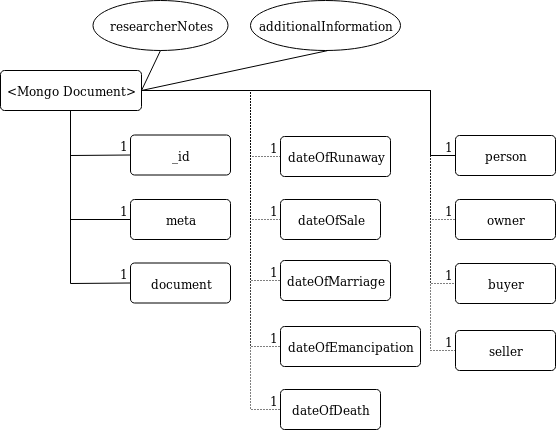 researcherNotes
additionalInformation
<Mongo Document>
1
_id
1
meta
1
document
1
dateOfRunaway
1
dateOfSale
1
dateOfMarriage
1
dateOfEmancipation
1
dateOfDeath
1
person
1
owner
1
buyer
1
seller